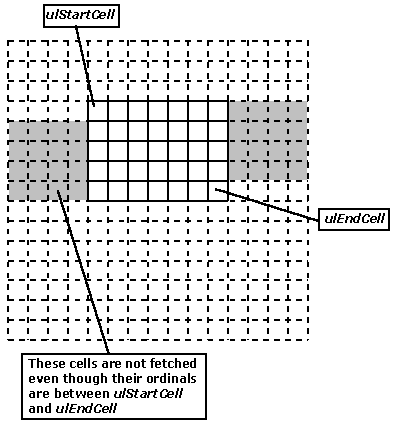 ulStartCell
ulEndCell
These cells are not fetched
even though their ordinals
are between ulStartCell
and ulEndCell